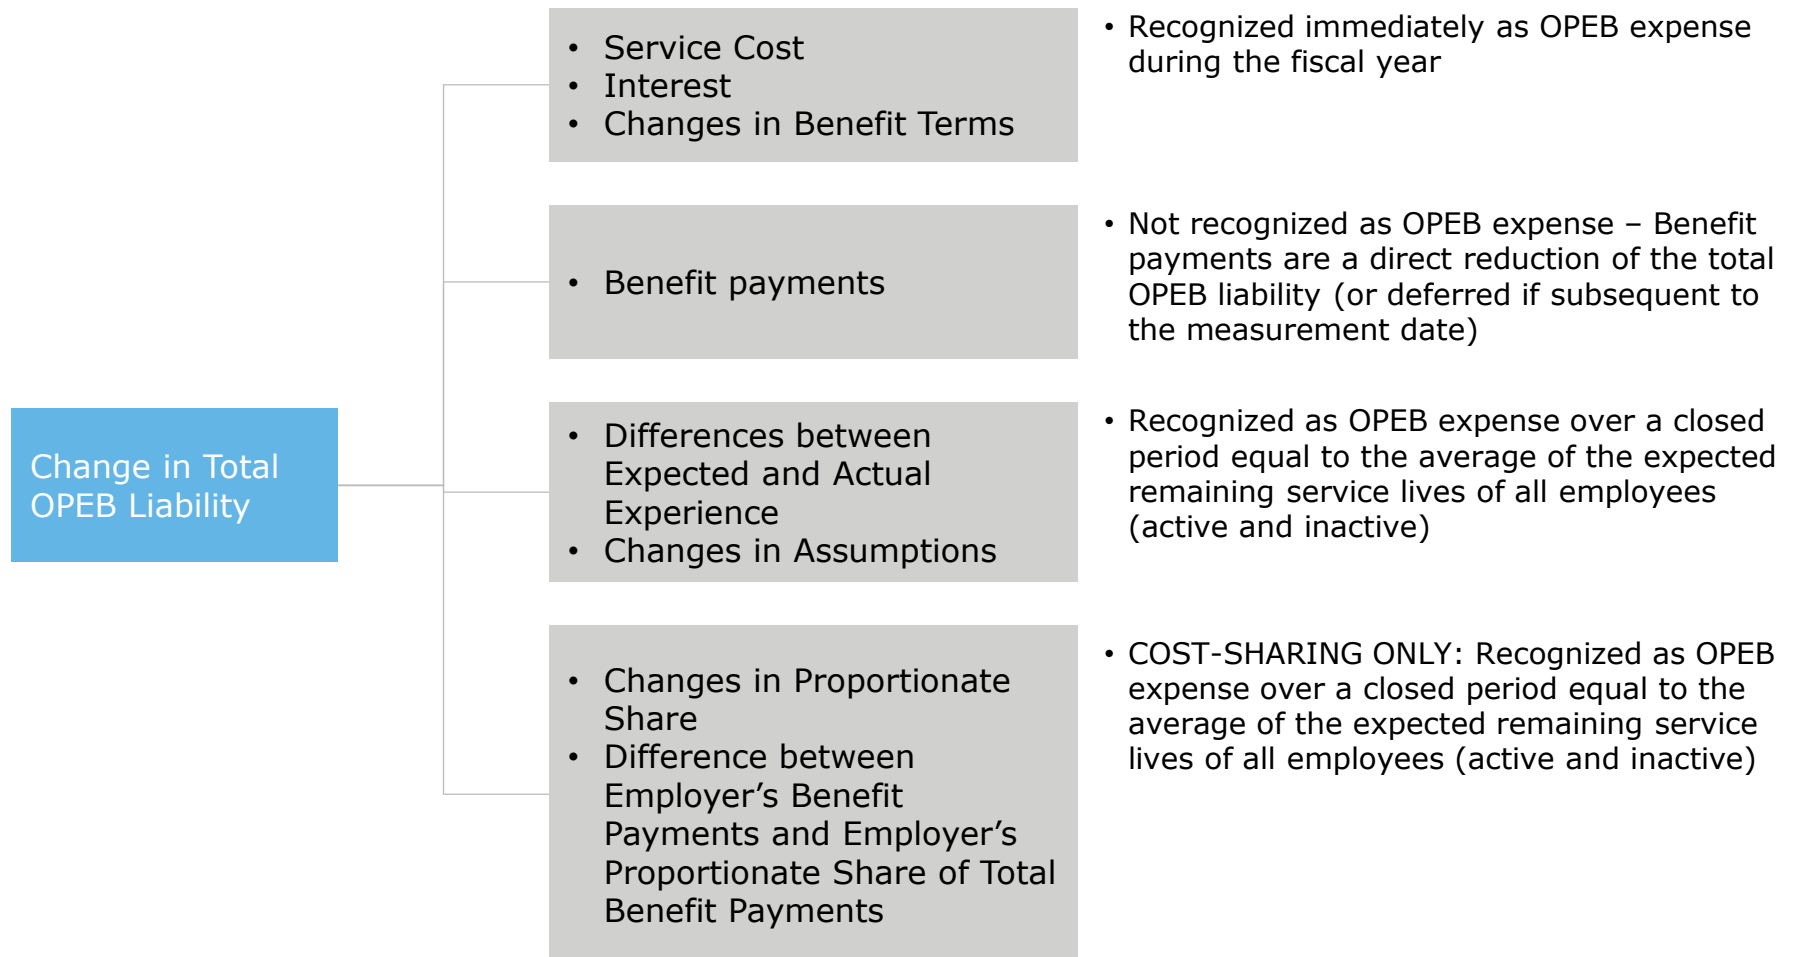 Change in Total
OPEB Liability
• Service Cost
• Interest
• Changes in Benefit Terms
• Recognized immediately as OPEB expense
during the fiscal year
• Benefit payments
• Not recognized as OPEB expense – Benefit
payments are a direct reduction of the total
OPEB liability (or deferred if subsequent to
the measurement date)
• Differences between
Expected and Actual
Experience
• Changes in Assumptions
• Recognized as OPEB expense over a closed
period equal to the average of the expected
remaining service lives of all employees
(active and inactive)
• Changes in Proportionate
Share
• Difference between
Employer’s Benefit
Payments and Employer’s
Proportionate Share of Total
Benefit Payments
• COST-SHARING ONLY: Recognized as OPEB
expense over a closed period equal to the
average of the expected remaining service
lives of all employees (active and inactive)